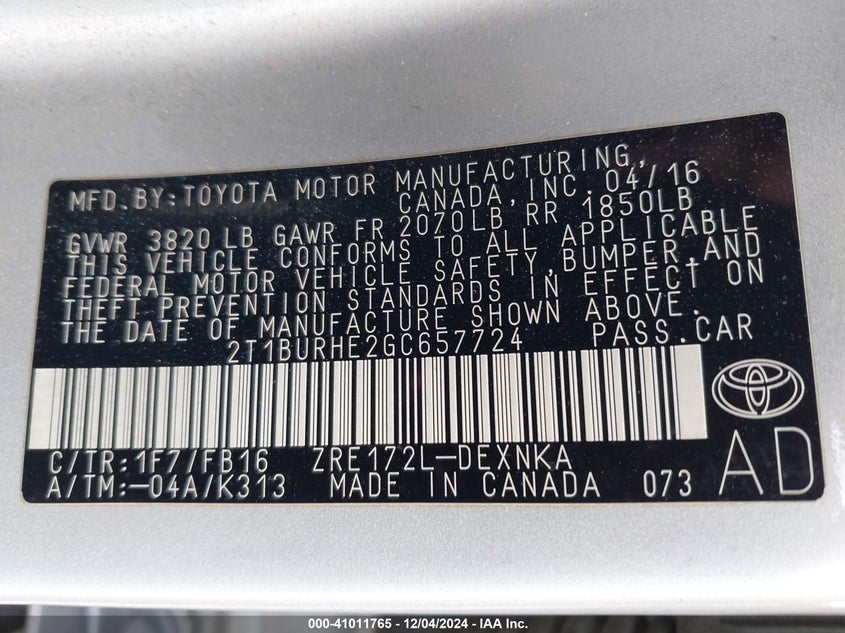 MFD. BY: TOYOTA MOTOR MANUFACTURING,
CANADA, INC. 04/16
GVWR 3820 LB GAWR FR 2070LB RR 1850LB
THIS VEHICLE CONFORMS TO ALL APPLICABLE
FEDERAL MOTOR VEHICLE SAFETY, BUMPER, AND
THEFT PREVENTION STANDARDS IN EFFECT ON
THE DATE OF MANUFACTURE SHOWN ABOVE.
2T1BURHE2GC657724 PASS. CAR
C/TR: 1F7/FB16 ZRE172L-DEXNKA
A/TM: -04A/K313 MADE IN CANADA 073
AD
000-41011765 - 12/04/2024 - IAA Inc.